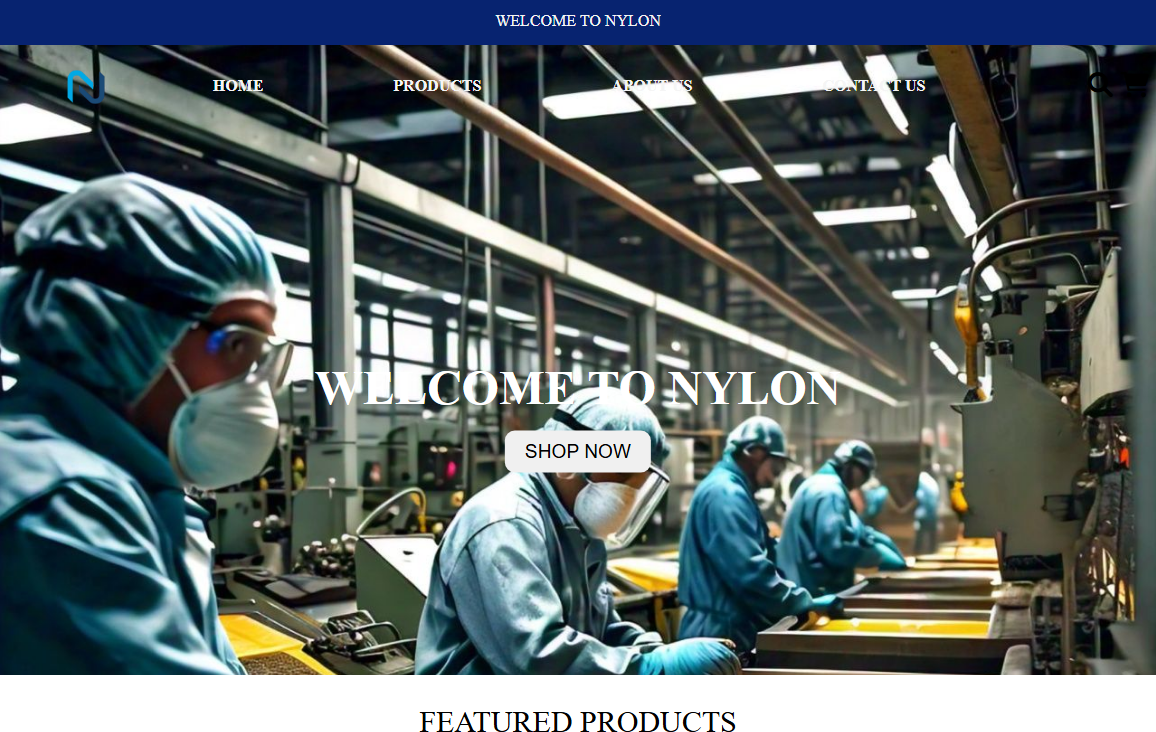 WELCOME TO NYLON
HOME PRODUCTS ABOUT US CONTACT US
WELCOME TO NYLON
SHOP NOW
FEATURED PRODUCTS